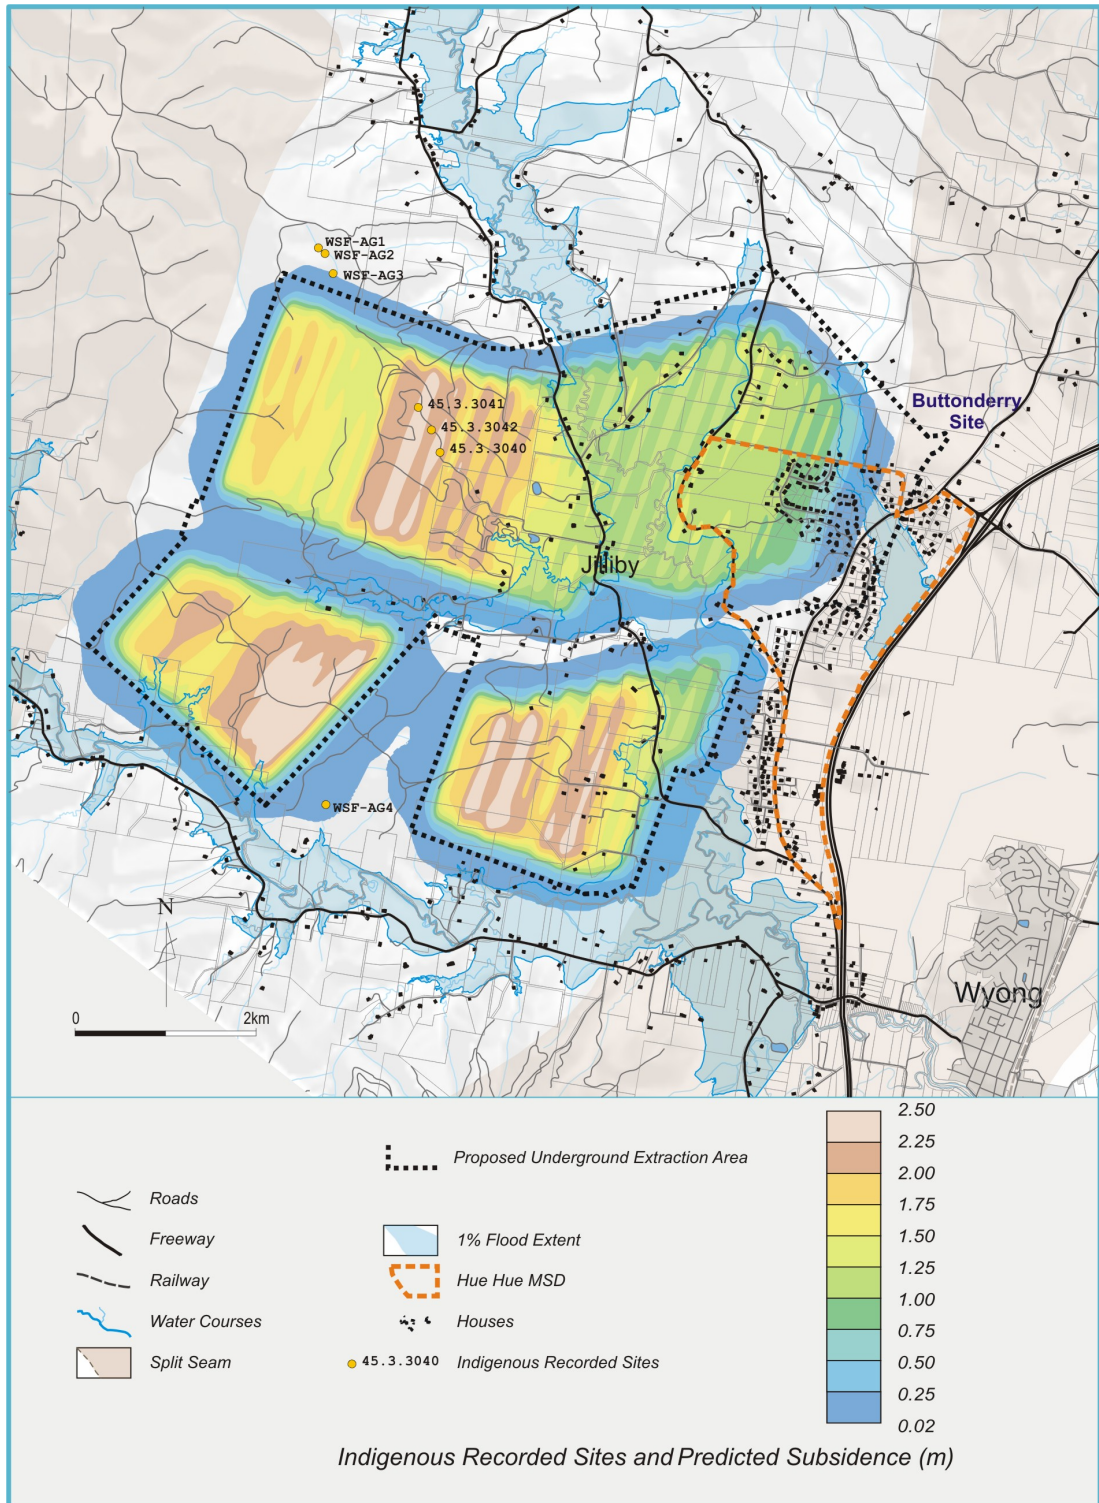 WSF-AG1
WSF-AG2
WSF-AG3
45.3.3041
45.3.3042
45.3.3040
Buttonderry
Site
Jilliby
WSF-AG4
N
Wyong
0 2km
Proposed Underground Extraction Area
Roads
Freeway
Railway
Water Courses
Split Seam
1% Flood Extent
Hue Hue MSD
Houses
45.3.3040 Indigenous Recorded Sites
2.50
2.25
2.00
1.75
1.50
1.25
1.00
0.75
0.50
0.25
0.02
Indigenous Recorded Sites and Predicted Subsidence (m)